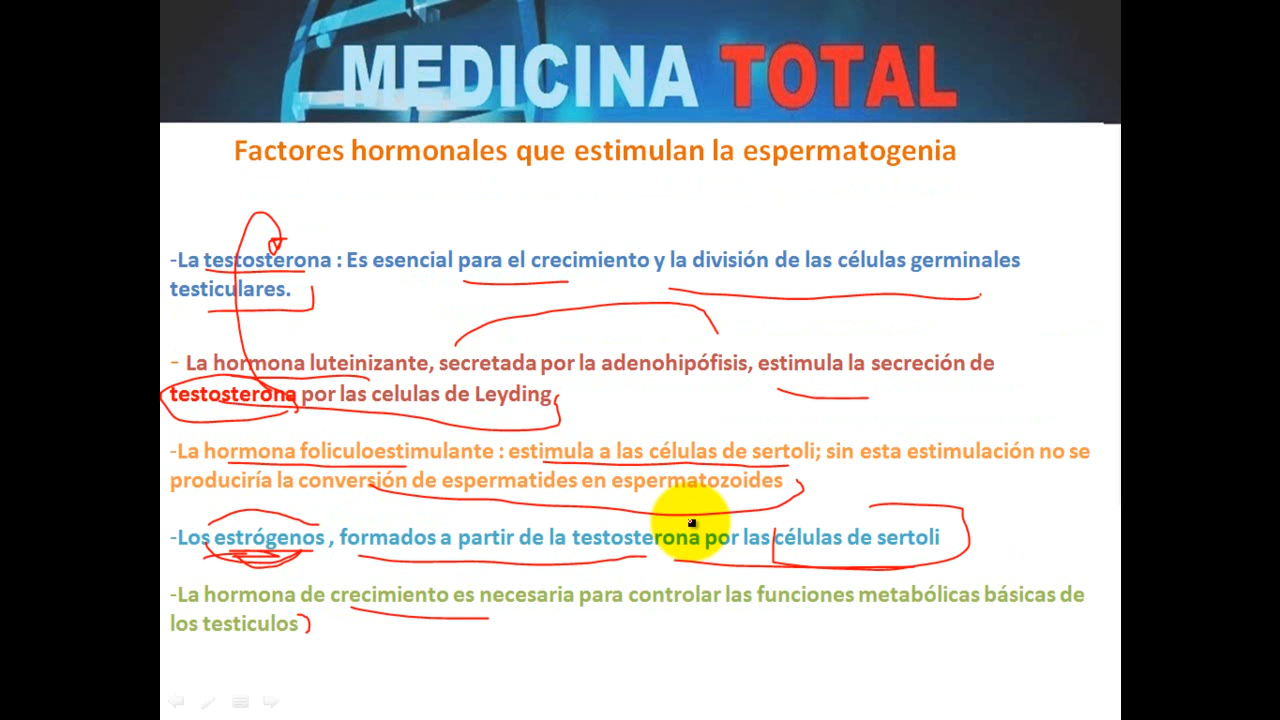 MEDICINA TOTAL
Factores hormonales que estimulan la espermatogenia
-La testosterona : Es esencial para el crecimiento y la división de las células germinales
testiculares.
- La hormona luteinizante, secretada por la adenohipófisis, estimula la secreción de
testosterona por las celulas de Leyding
-La hormona foliculoestimulante : estimula a las células de sertoli; sin esta estimulación no se
produciría la conversión de espermatides en espermatozoides
-Los estrógenos , formados a partir de la testosterona por las células de sertoli
-La hormona de crecimiento es necesaria para controlar las funciones metabólicas básicas de
los testiculos